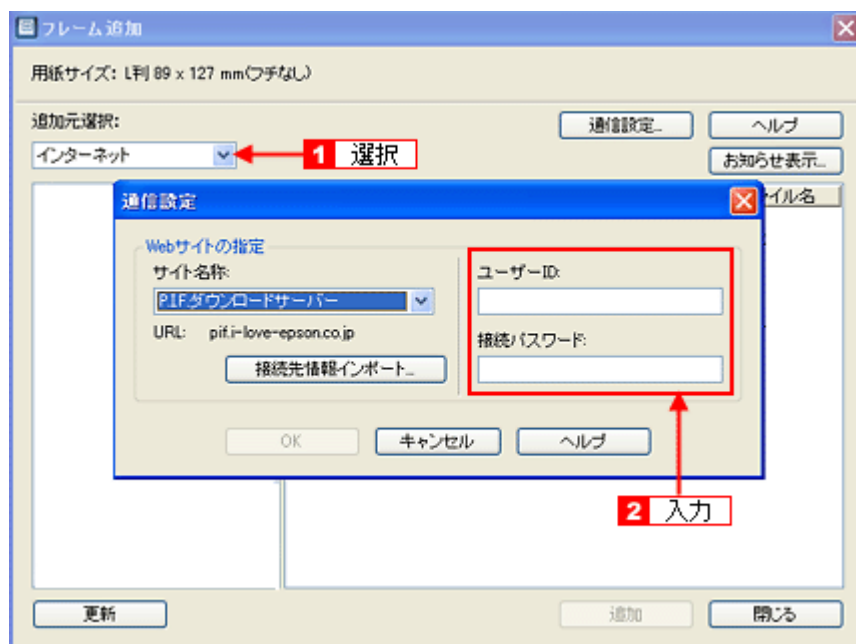 フレーム追加
用紙サイズ: L判 89 x 127 mm(フチなし)
追加元選択:
通信設定...
ヘルプ
インターネット
1 選択
お知らせ表示...
イル名
通信設定
Webサイトの指定
サイト名称:
PIFダウンロードサーバー
URL: pif.i-love-epson.co.jp
接続先情報インポート...
ユーザーID:
接続パスワード:
OK
キャンセル
ヘルプ
2 入力
更新
追加
閉じる